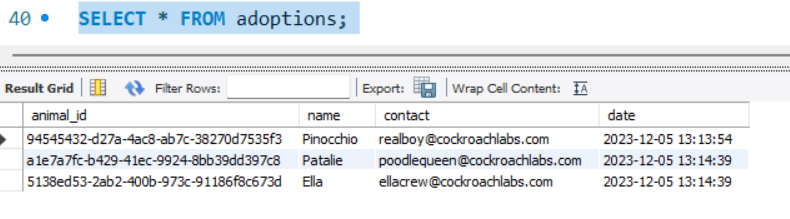 40 SELECT * FROM adoptions;
Result Grid Filter Rows: Export: Wrap Cell Content: IA
animal_id name contact date
94545432-d27a-4ac8-ab7c-38270d7535f3 Pinocchio realboy@cockroachlabs.com 2023-12-05 13:13:54
a1e7a7fc-b429-41ec-9924-8bb39dd397c8 Patalie poodlequeen@cockroachlabs.com 2023-12-05 13:14:39
5138ed53-2ab2-400b-973c-91186f8c673d Ella ellacrew@cockroachlabs.com 2023-12-05 13:14:39